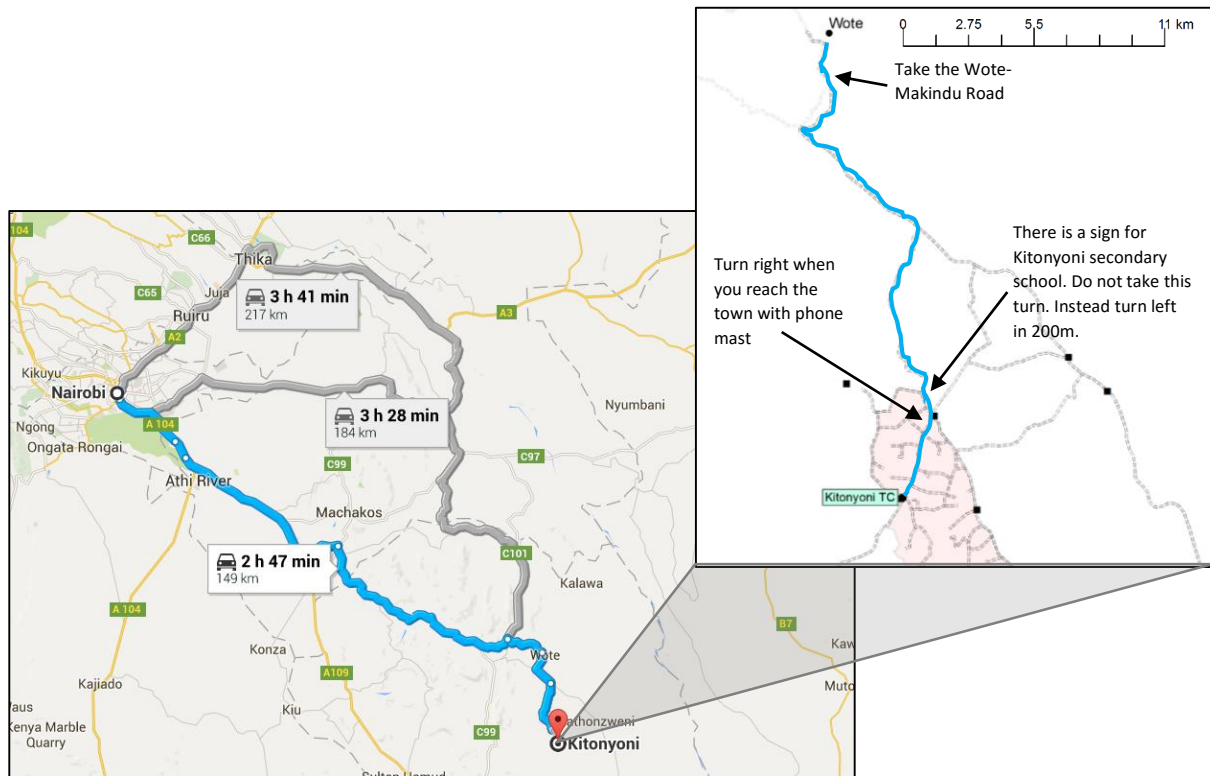 Wote
0 2.75 5.5 11 km
Take the Wote-
Makindu Road
There is a sign for
Kitonyoni secondary
school. Do not take this
turn. Instead turn left
in 200m.
Turn right when
you reach the
town with phone
mast
Kitonyoni TC
104
C66
Thika
C65
Juja
3 h 41 min
217 km
Ruiru
A2
A3
Kikuyu
Nairobi
3 h 28 min
184 km
Nyumbani
Ngong
A 104
Ongata Rongai
C99
C97
Athi River
Machakos
C101
2 h 47 min
149 km
Kalawa
A 104
B7
Konza
Wote
Kaw
A109
Kajiado
Muto
Kiu
aus
athonzweni
Kenya Marble
Quarry
C99
Kitonyoni
Sultan Hamud